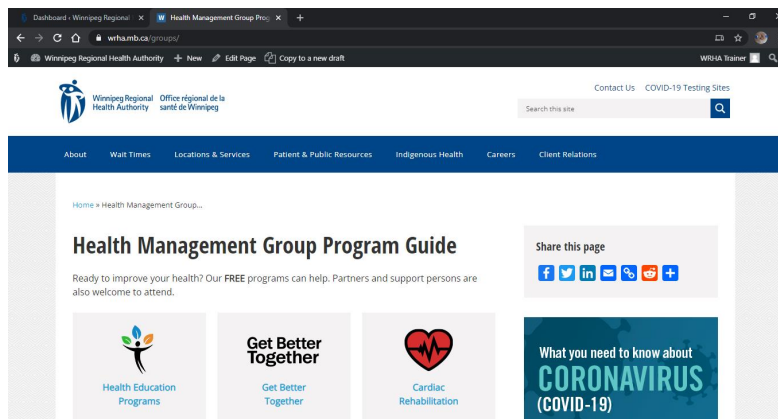 Dashboard ‹ Winnipeg Regional
Health Management Group Prog
wrha.mb.ca/groups/
Winnipeg Regional Health Authority + New Edit Page Copy to a new draft WRHA Trainer
Contact Us COVID-19 Testing Sites
Winnipeg Regional Office régional de la
Health Authority santé de Winnipeg
Search this site
About Wait Times Locations & Services Patient & Public Resources Indigenous Health Careers Client Relations
Home » Health Management Group...
Health Management Group Program Guide
Ready to improve your health? Our FREE programs can help. Partners and support persons are
also welcome to attend.
Health Education
Programs
Get Better
Together
Get Better
Together
Cardiac
Rehabilitation
Share this page
What you need to know about
CORONAVIRUS
(COVID-19)